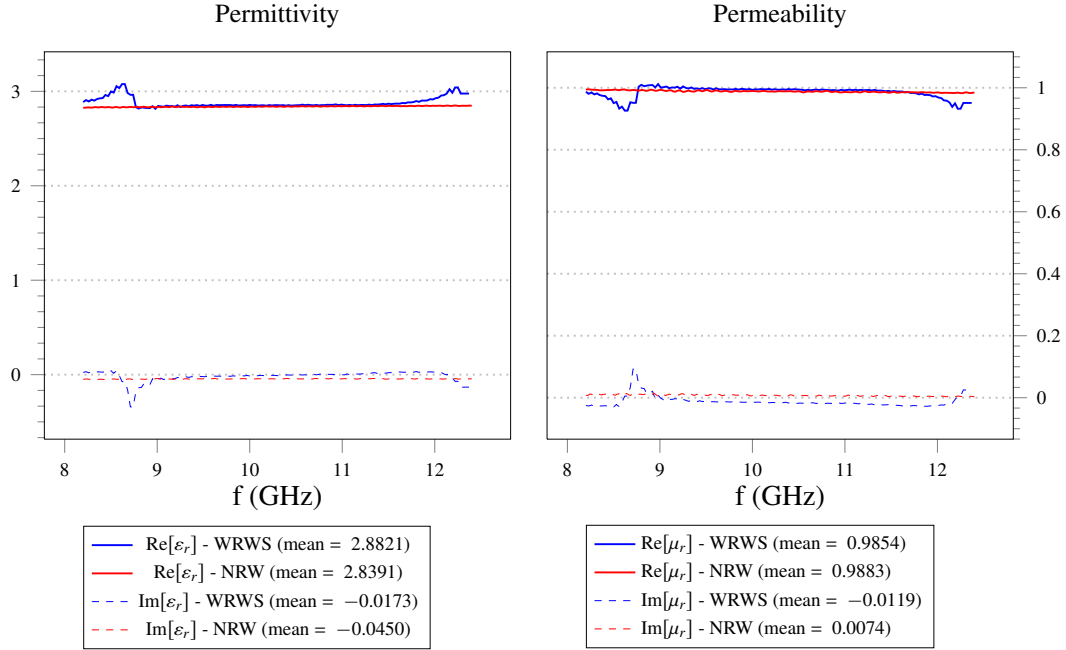 Permittivity
3
2
1
0
8
9
10
11
12
f (GHz)
Re[εr] - WRWS (mean = 2.8821)
Re[εr] - NRW (mean = 2.8391)
Im[εr] - WRWS (mean = −0.0173)
Im[εr] - NRW (mean = −0.0450)
Permeability
1
0.8
0.6
0.4
0.2
0
8
9
10
11
12
f (GHz)
Re[μr] - WRWS (mean = 0.9854)
Re[μr] - NRW (mean = 0.9883)
Im[μr] - WRWS (mean = −0.0119)
Im[μr] - NRW (mean = 0.0074)